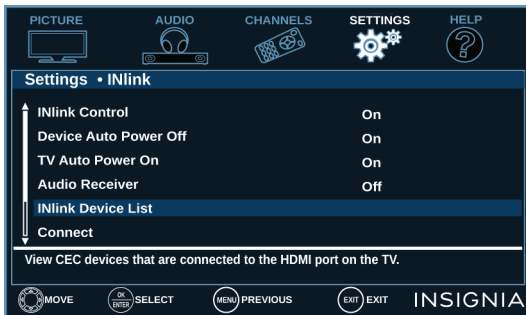 PICTURE AUDIO CHANNELS SETTINGS HELP
Settings • INlink
INlink Control On
Device Auto Power Off On
TV Auto Power On On
Audio Receiver Off
INlink Device List
Connect
View CEC devices that are connected to the HDMI port on the TV.
MOVE OK ENTER SELECT MENU PREVIOUS EXIT EXIT INSIGNIA